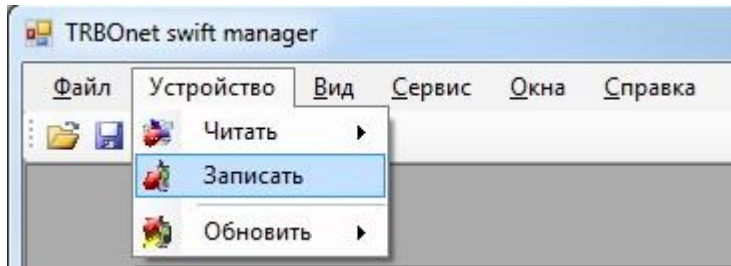 TRBOnet swift manager
Файл Устройство Вид Сервис Окна Справка
Читать
Записать
Обновить